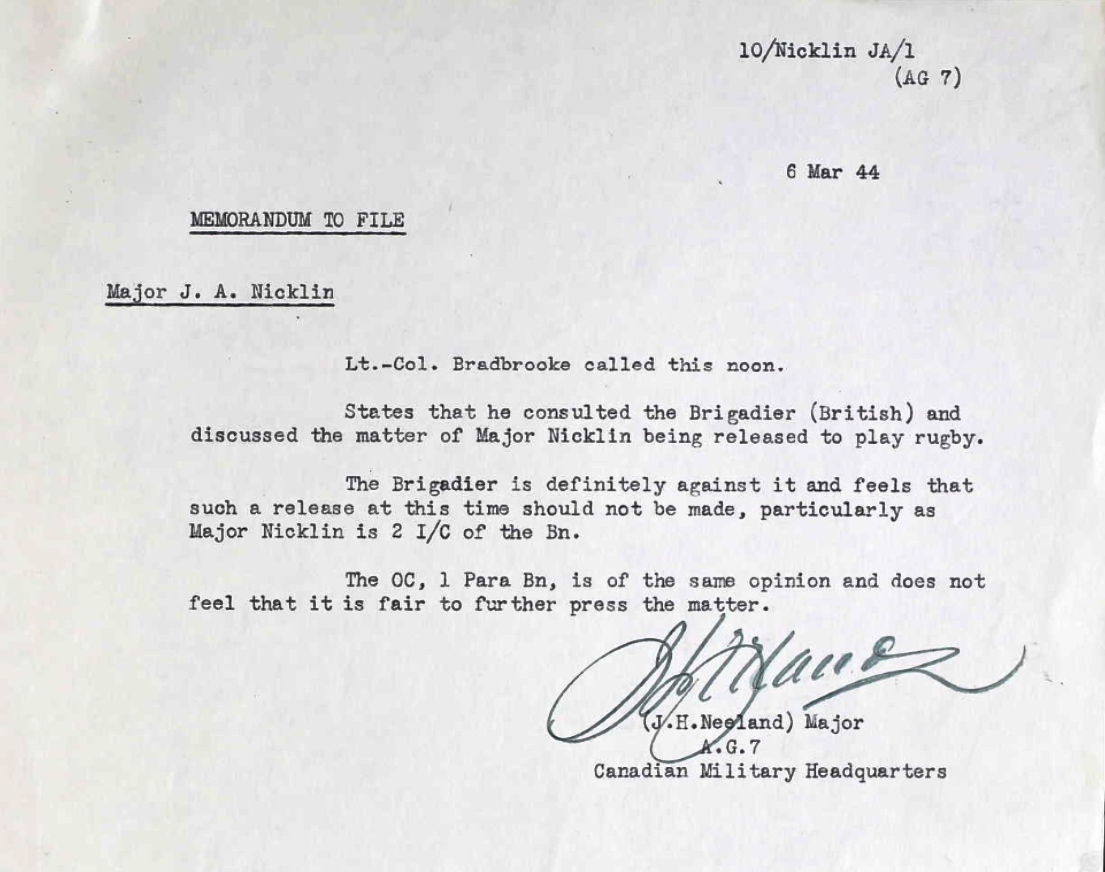 10/Nicklin JA/1
(AG 7)
6 Mar 44
MEMORANDUM TO FILE
Major J. A. Nicklin
Lt.-Col. Bradbrooke called this noon.
States that he consulted the Brigadier (British) and
discussed the matter of Major Nicklin being released to play rugby.
The Brigadier is definitely against it and feels that
such a release at this time should not be made, particularly as
Major Nicklin is 2 I/C of the Bn.
The OC, 1 Para Bn, is of the same opinion and does not
feel that it is fair to further press the matter.
(J.H.Neeland) Major
A.G.7
Canadian Military Headquarters